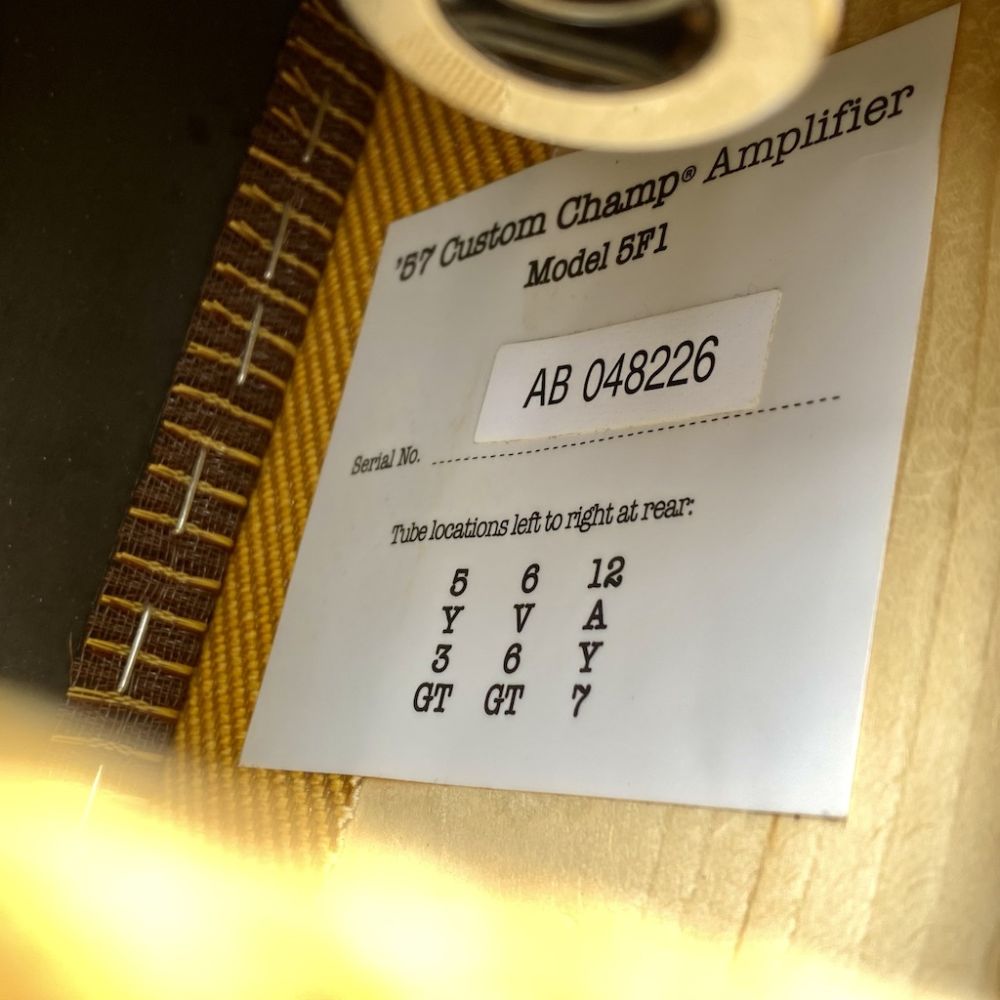 '57 Custom Champ® Amplifier
Model 5F1
AB 048226
Serial No.
Tube locations left to right at rear:
5 6 12
Y V A
3 6 Y
GT GT 7